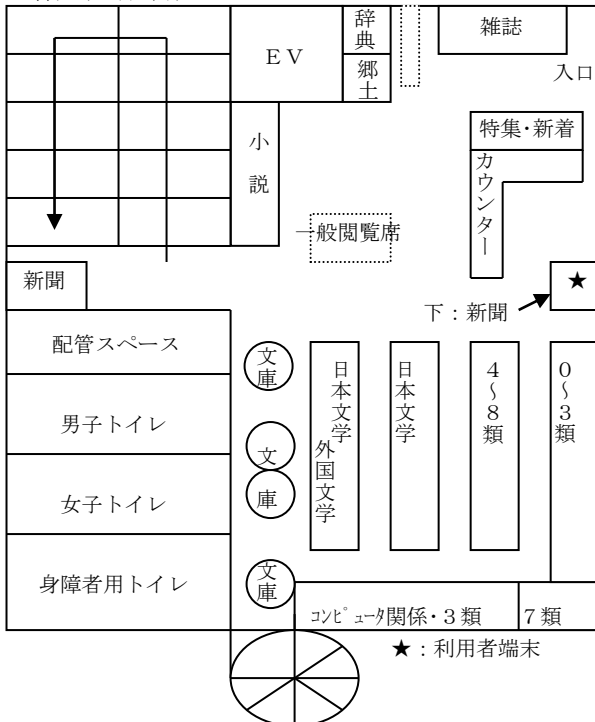 辞典
雑誌
EV
郷土
入口
小説
特集・新着
カウンター
一般閲覧席
新聞
★
下：新聞
配管スペース
文庫
日本文学
外国文学
日本文学
4～8類
0～3類
男子トイレ
文
庫
女子トイレ
身障者用トイレ
文庫
ｺﾝﾋﾟｭｰﾀ関係・3類
7類
★：利用者端末